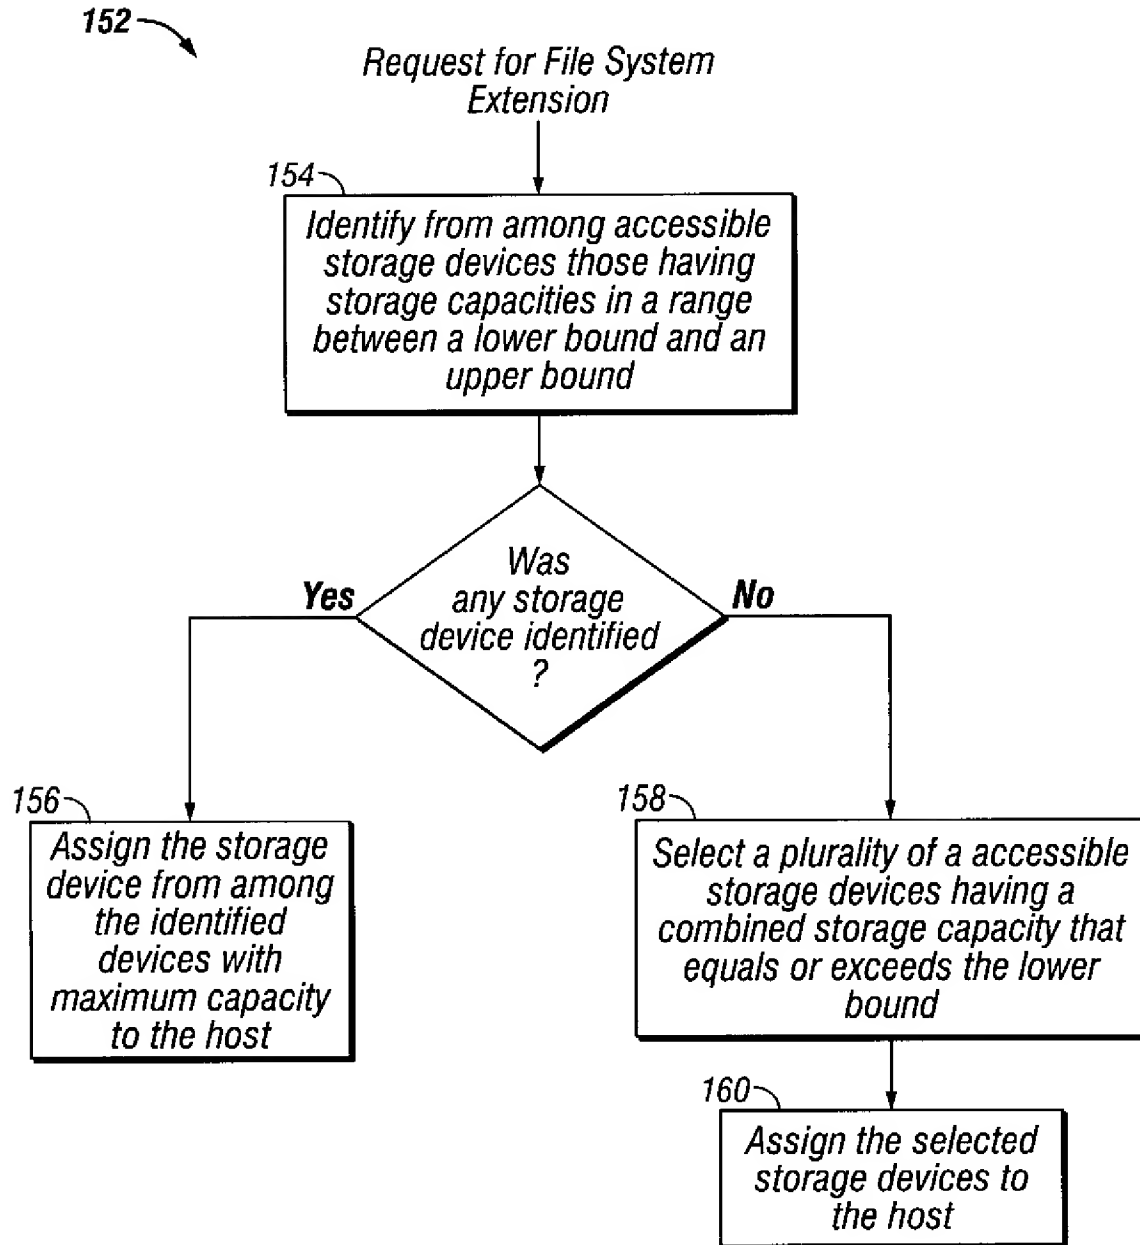 152
Request for File System
Extension
154
Identify from among accessible
storage devices those having
storage capacities in a range
between a lower bound and an
upper bound
Was
any storage
device identified
?
Yes
No
156
Assign the storage
device from among
the identified
devices with
maximum capacity
to the host
158
Select a plurality of a accessible
storage devices having a
combined storage capacity that
equals or exceeds the lower
bound
160
Assign the selected
storage devices to
the host